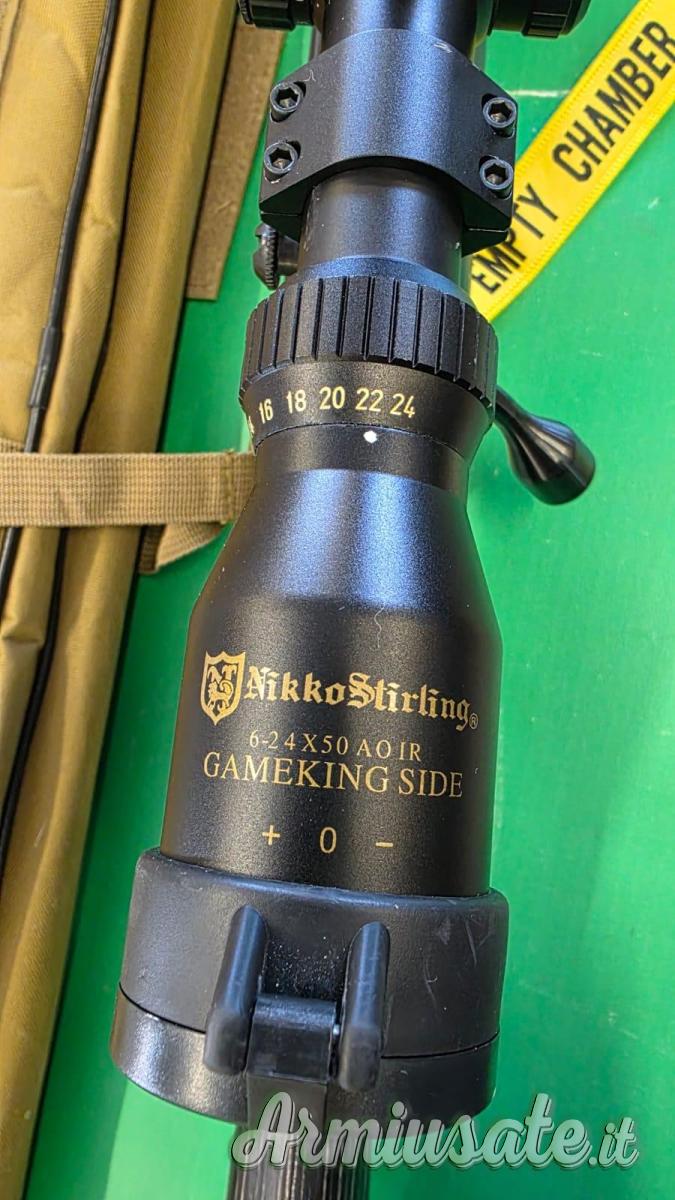 EMPTY CHAMBER
16 18 20 22 24
N NikkoStirling®
6-24X50 AO IR
GAMEKING SIDE
+ 0 -
Armiusate.it